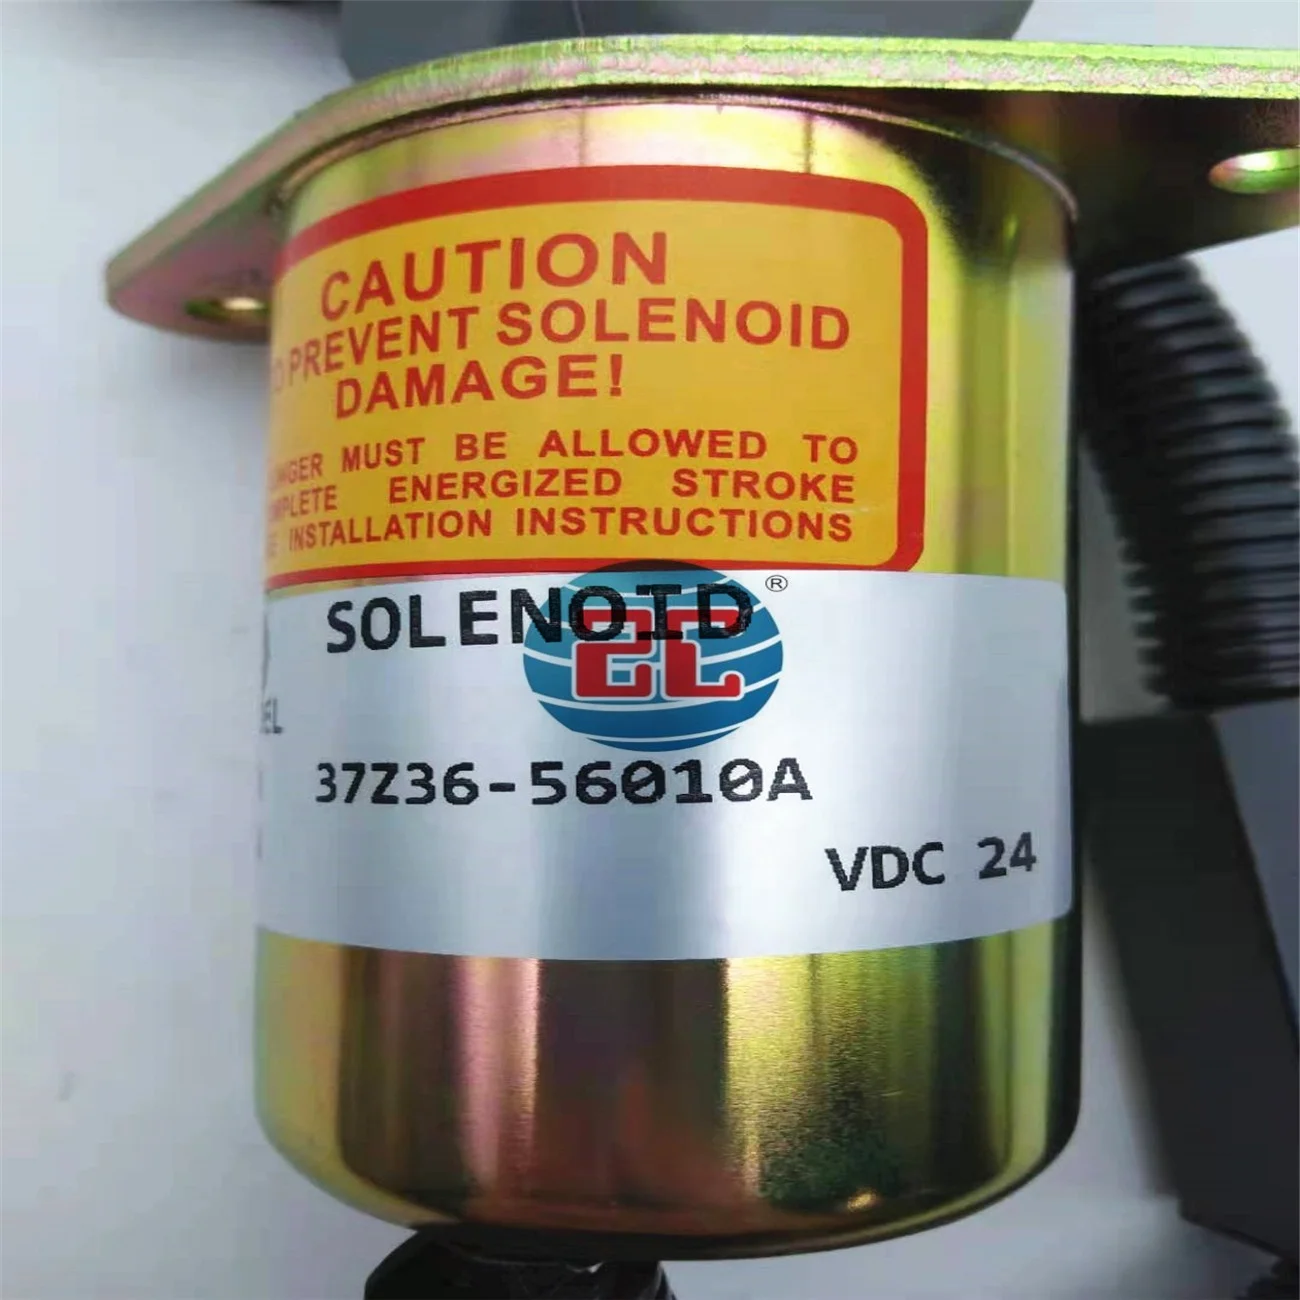 CAUTION
PREVENT SOLENOID
DAMAGE!
MUST BE ALLOWED TO
ENERGIZED STROKE
INSTALLATION INSTRUCTIONS
SOLENOID
®
37Z36-56010A
VDC 24